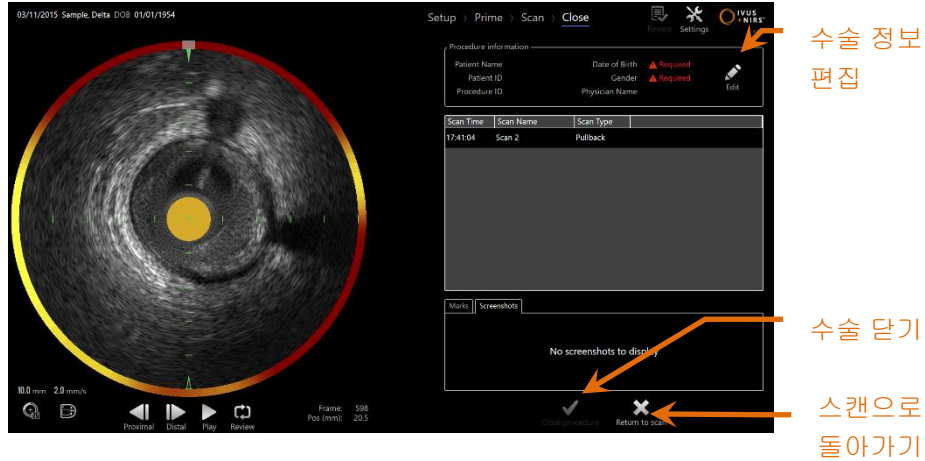 03/11/2015 Sample, Delta DOB 01/01/1954
Setup > Prime > Scan > Close
Review
Settings
IVUS
+NIRS
수술 정보
편집
Procedure information
Patient Name
Date of Birth
Required
Patient ID
Gender
Required
Procedure ID
Physician Name
Edit
Scan Time Scan Name Scan Type
17:41:04 Scan 2 Pullback
Marks Screenshots
No screenshots to display
수술 닫기
10.0 mm 2.0 mm/s
Proximal Distal Play Review
Frame: 598
Pos (mm): 20.5
Close procedure
Return to scan
스캔으로
돌아가기